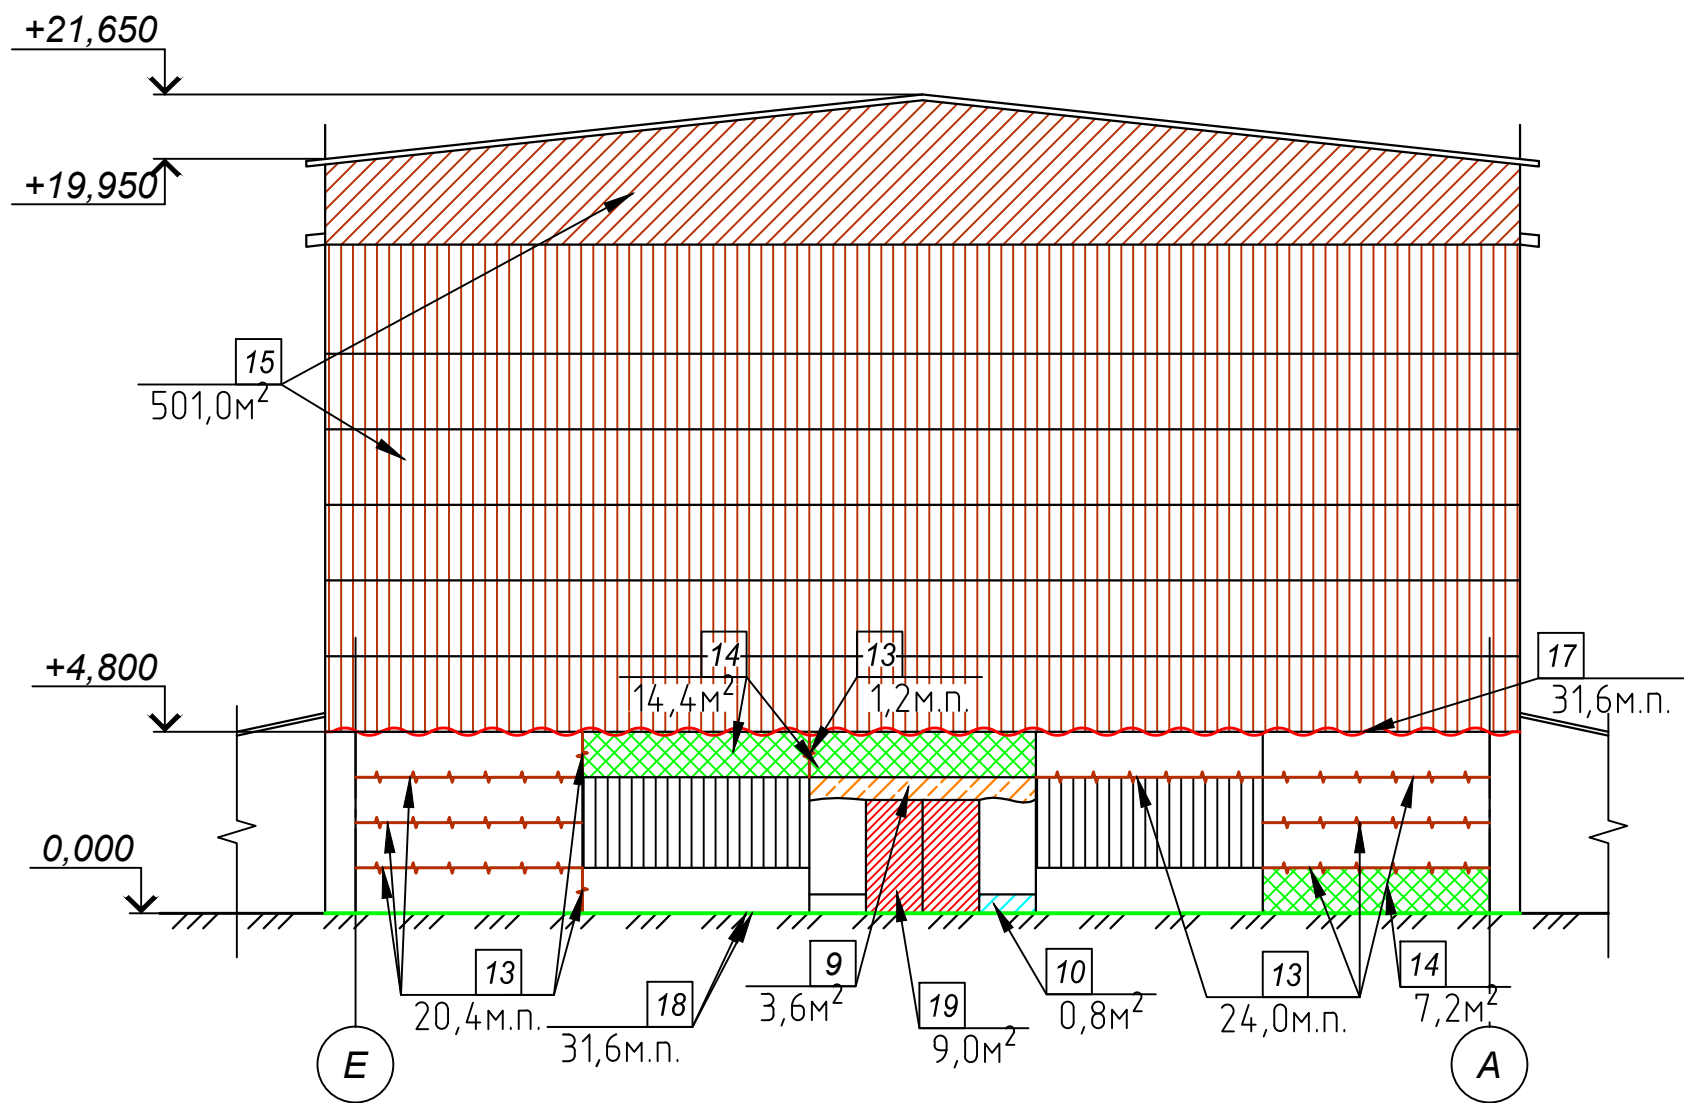 +21,650
+19,950
15
501,0м²
14
14,4м²
13
1,2м.п.
17
31,6м.п.
+4,800
0,000
13
20,4м.п.
18
31,6м.п.
9
3,6м²
19
9,0м²
10
0,8м²
13
24,0м.п.
14
7,2м²
Е
А